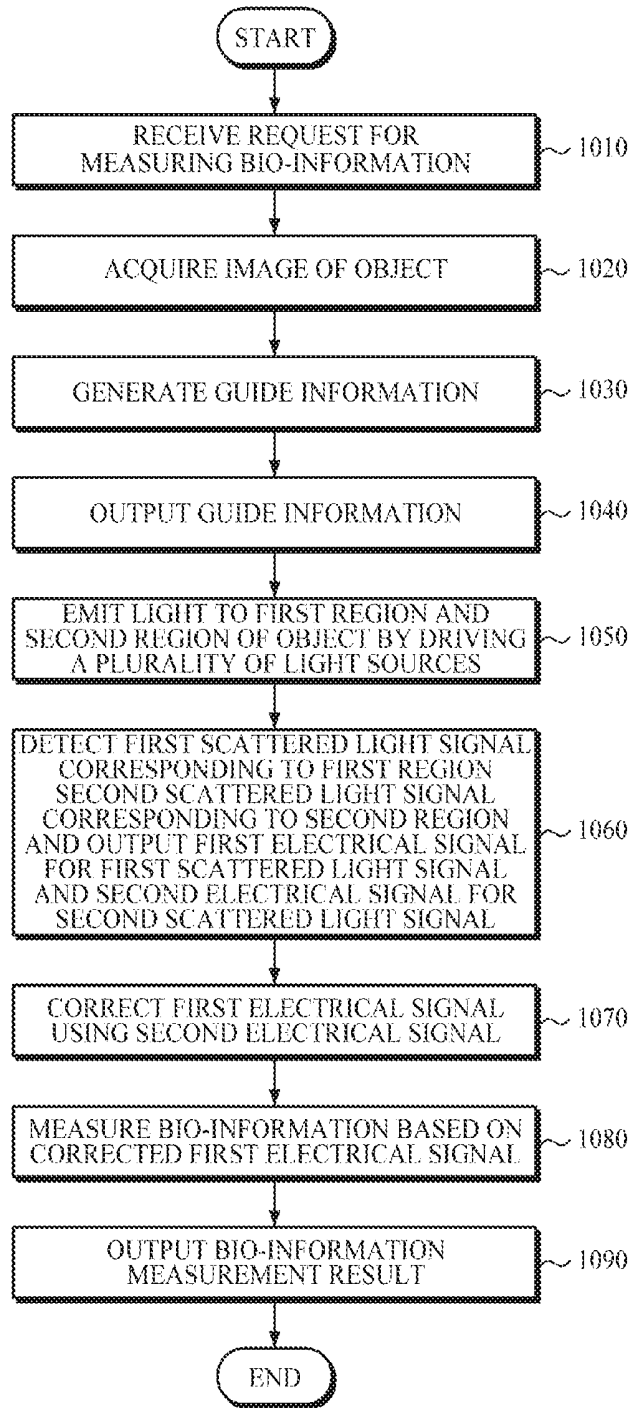 START
RECEIVE REQUEST FOR
MEASURING BIO-INFORMATION
1010
ACQUIRE IMAGE OF OBJECT
1020
GENERATE GUIDE INFORMATION
1030
OUTPUT GUIDE INFORMATION
1040
EMIT LIGHT TO FIRST REGION AND
SECOND REGION OF OBJECT BY DRIVING
A PLURALITY OF LIGHT SOURCES
1050
DETECT FIRST SCATTERED LIGHT SIGNAL
CORRESPONDING TO FIRST REGION
SECOND SCATTERED LIGHT SIGNAL
CORRESPONDING TO SECOND REGION
AND OUTPUT FIRST ELECTRICAL SIGNAL
FOR FIRST SCATTERED LIGHT SIGNAL
AND SECOND ELECTRICAL SIGNAL FOR
SECOND SCATTERED LIGHT SIGNAL
1060
CORRECT FIRST ELECTRICAL SIGNAL
USING SECOND ELECTRICAL SIGNAL
1070
MEASURE BIO-INFORMATION BASED ON
CORRECTED FIRST ELECTRICAL SIGNAL
1080
OUTPUT BIO-INFORMATION
MEASUREMENT RESULT
1090
END